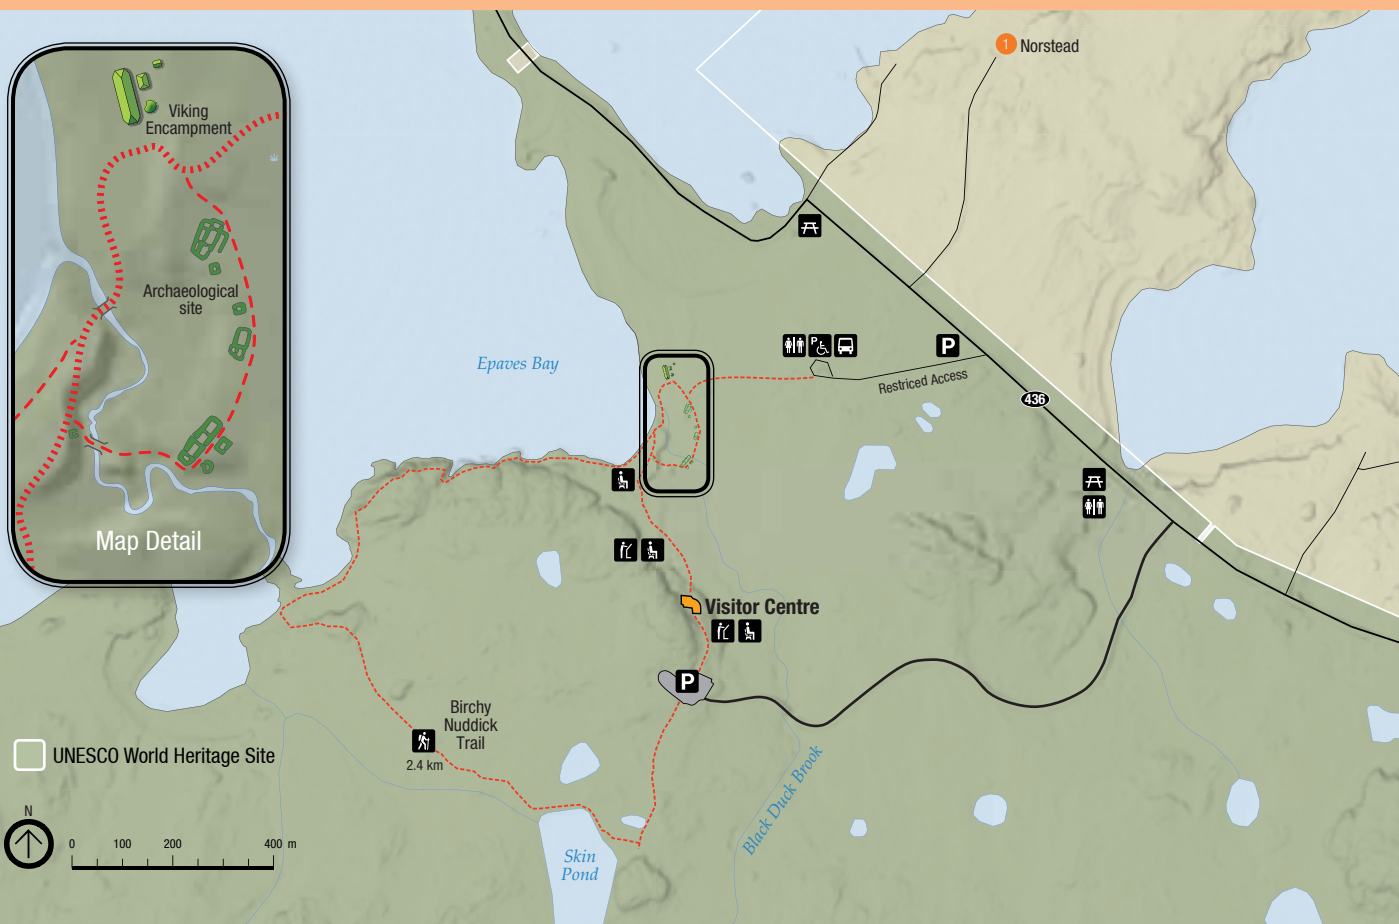 1 Norstead
Viking
Encampment
Archaeological
site
Map Detail
Epaves Bay
P
P
Restriced Access
436
Visitor Centre
P
Birchy
Nuddick
Trail
2.4 km
Black Duck Brook
Skin
Pond
UNESCO World Heritage Site
N
0 100 200 400 m